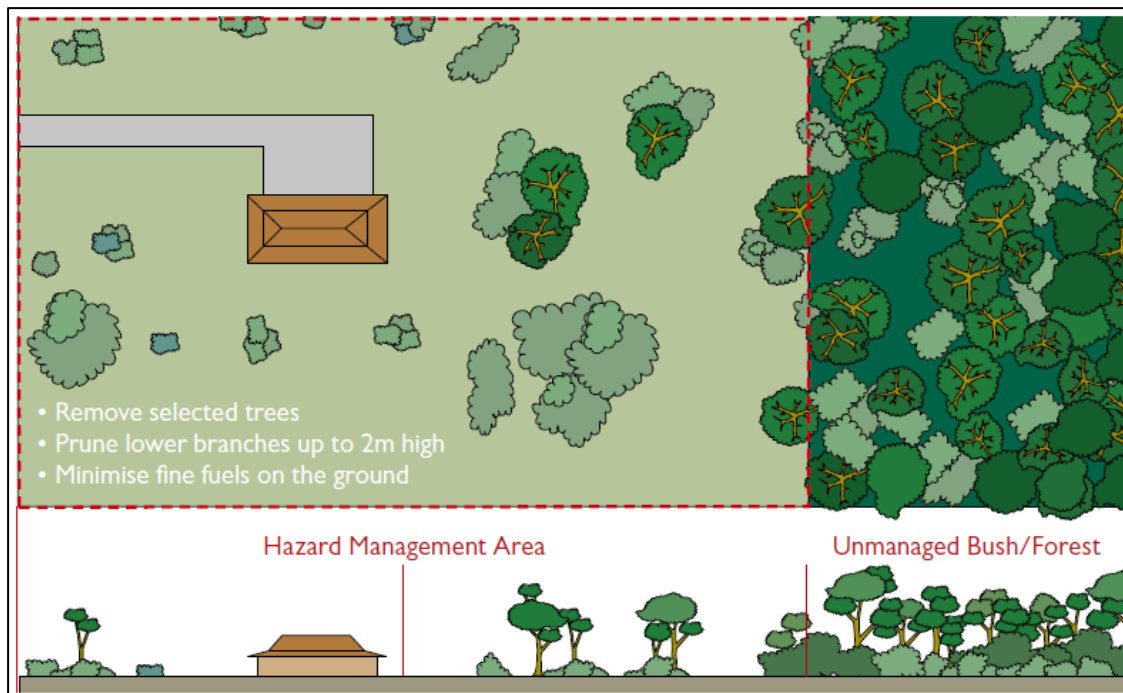 • Remove selected trees
• Prune lower branches up to 2m high
• Minimise fine fuels on the ground
Hazard Management Area
Unmanaged Bush/Forest